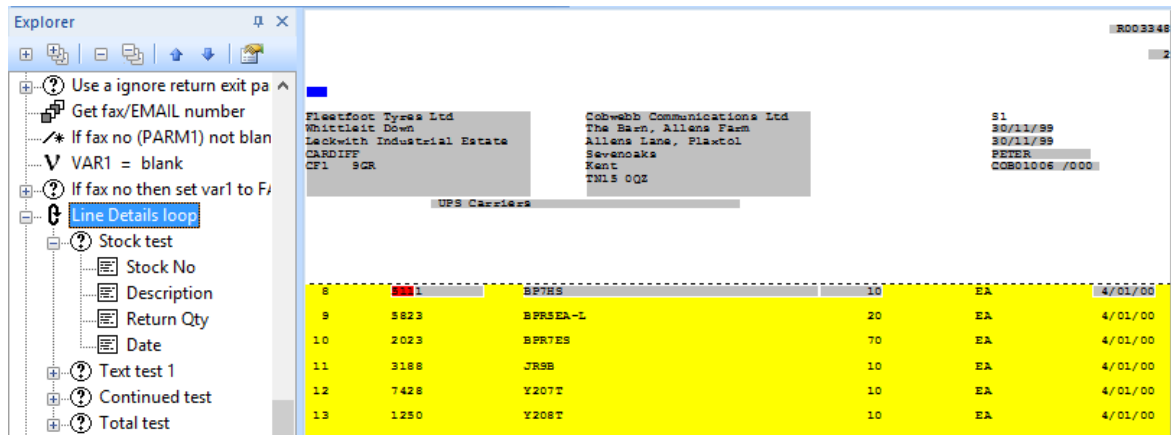 Explorer
Use a ignore return exit pa
Get fax/EMAIL number
If fax no (PARM1) not blan
V VAR1 = blank
If fax no then set var1 to FA
Line Details loop
Stock test
Stock No
Description
Return Qty
Date
Text test 1
Continued test
Total test
R003348
2
Fleetfoot Tyres Ltd
Whittleit Down
Leckwith Industrial Estate
CARDIFF
CF1 9GR
Cobwebb Communications Ltd
The Barn, Allens Farm
Allens Lane, Plaxtol
Sevenoaks
Kent
TN15 0QZ
S1
30/11/99
30/11/99
PETER
COB01006 /000
UPS Carriers
8 5111 BP7HS 10 EA 4/01/00
9 5823 BPR5EA-L 20 EA 4/01/00
10 2023 BPR7ES 70 EA 4/01/00
11 3188 JR9B 10 EA 4/01/00
12 7428 Y207T 10 EA 4/01/00
13 1250 Y208T 10 EA 4/01/00